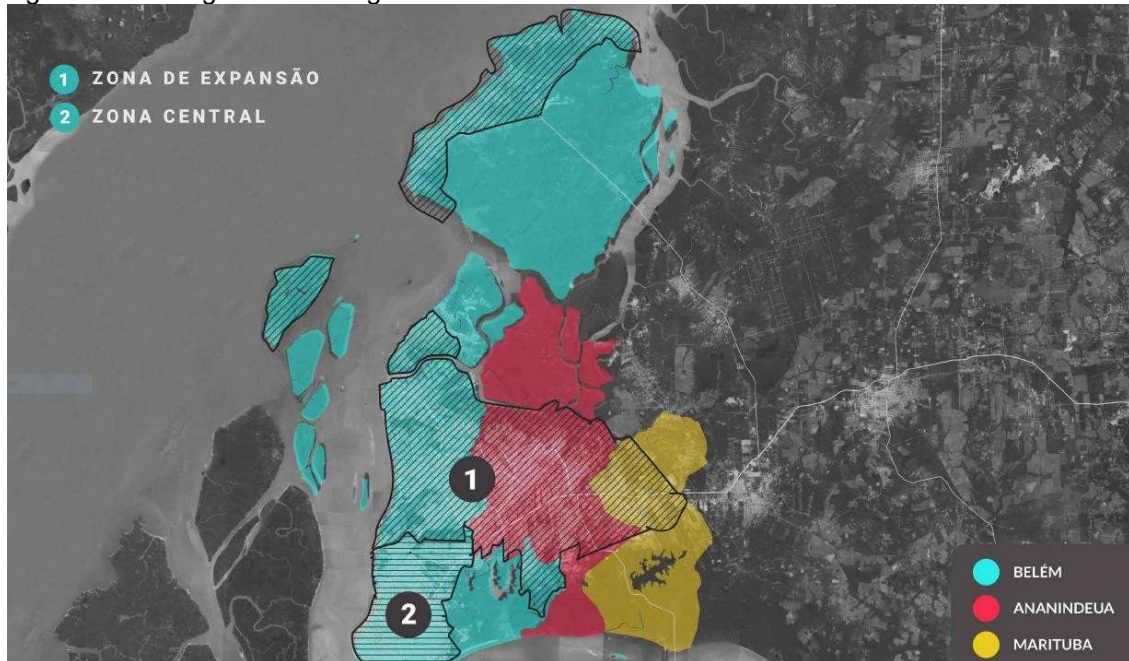 1 ZONA DE EXPANSÃO
2 ZONA CENTRAL
1
2
BELÉM
ANANINDEUA
MARITUBA